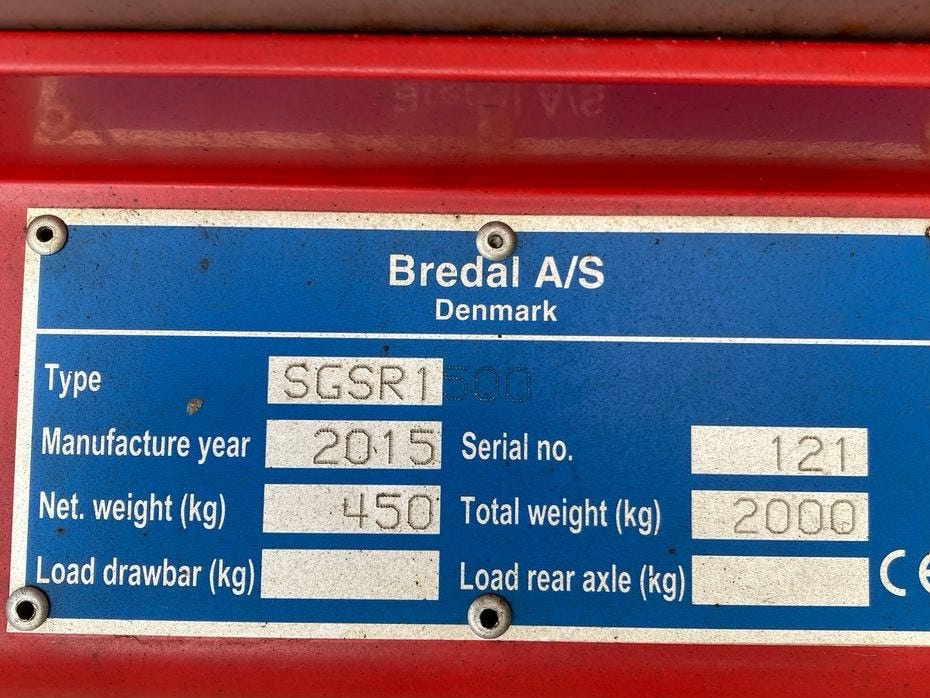 Bredal A/S
Denmark
Type SGSR1500
Manufacture year 2015 Serial no. 121
Net. weight (kg) 450 Total weight (kg) 2000
Load drawbar (kg) Load rear axle (kg) CE